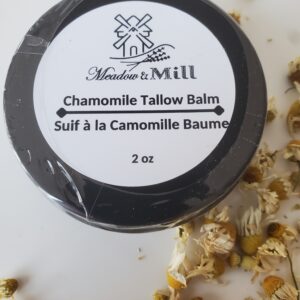 Meadow & Mill
Chamomile Tallow Balm
Suif à la Camomille Baume
2 oz